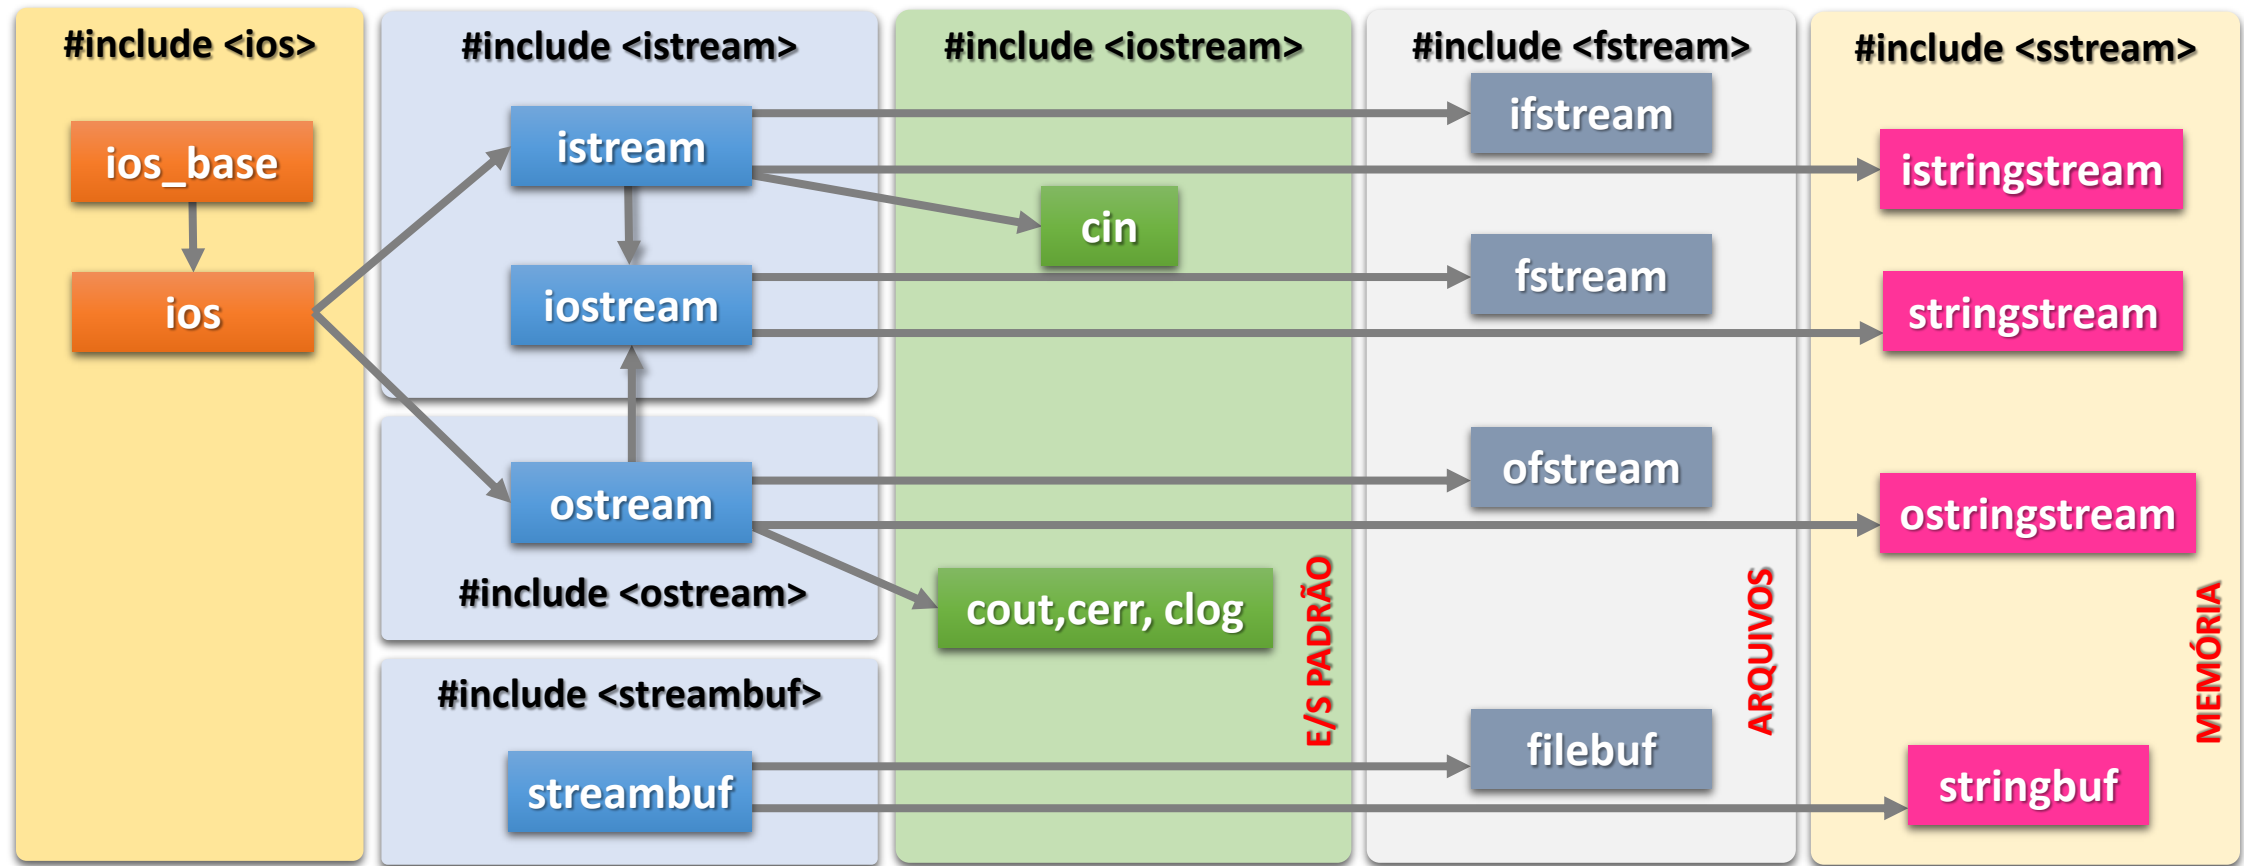 #include <ios>
ios_base
ios
#include <istream>
istream
iostream
ostream
#include <ostream>
#include <streambuf>
streambuf
#include <iostream>
cin
cout,cerr, clog
E/S PADRÃO
#include <fstream>
ifstream
fstream
ofstream
filebuf
ARQUIVOS
#include <sstream>
istringstream
stringstream
ostringstream
stringbuf
MEMÓRIA